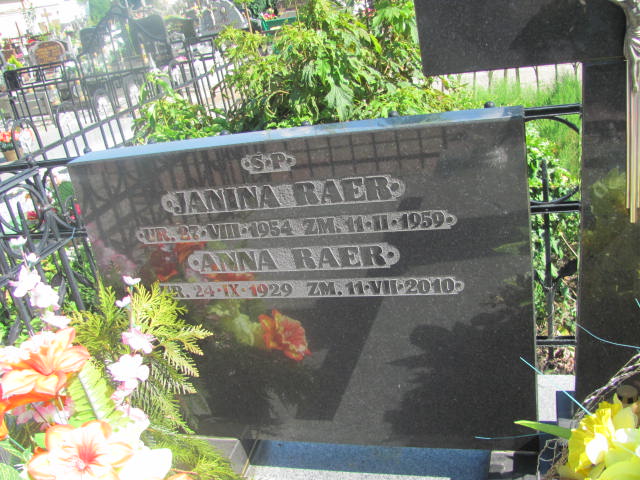 Ś·P
JANINA RAER
UR. 27·VIII·1954 ZM. 11·II·1959
ANNA RAER
UR. 24·IX·1929 ZM. 11·VII·2010